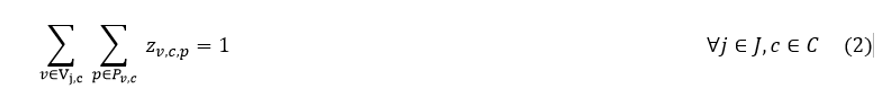 ∑_{v∈V_{j,c}} ∑_{p∈P_{v,c}} z_{v,c,p} = 1 ∀j ∈ J, c ∈ C (2)